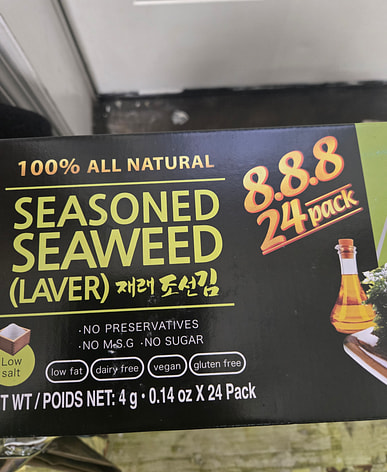 100% ALL NATURAL
SEASONED
SEAWEED
(LAVER) 재래 도선김
8.8.8
24 pack
·NO PRESERVATIVES
·NO M.S.G ·NO SUGAR
Low
salt
low fat dairy free vegan gluten free
T WT / POIDS NET: 4 g · 0.14 oz X 24 Pack